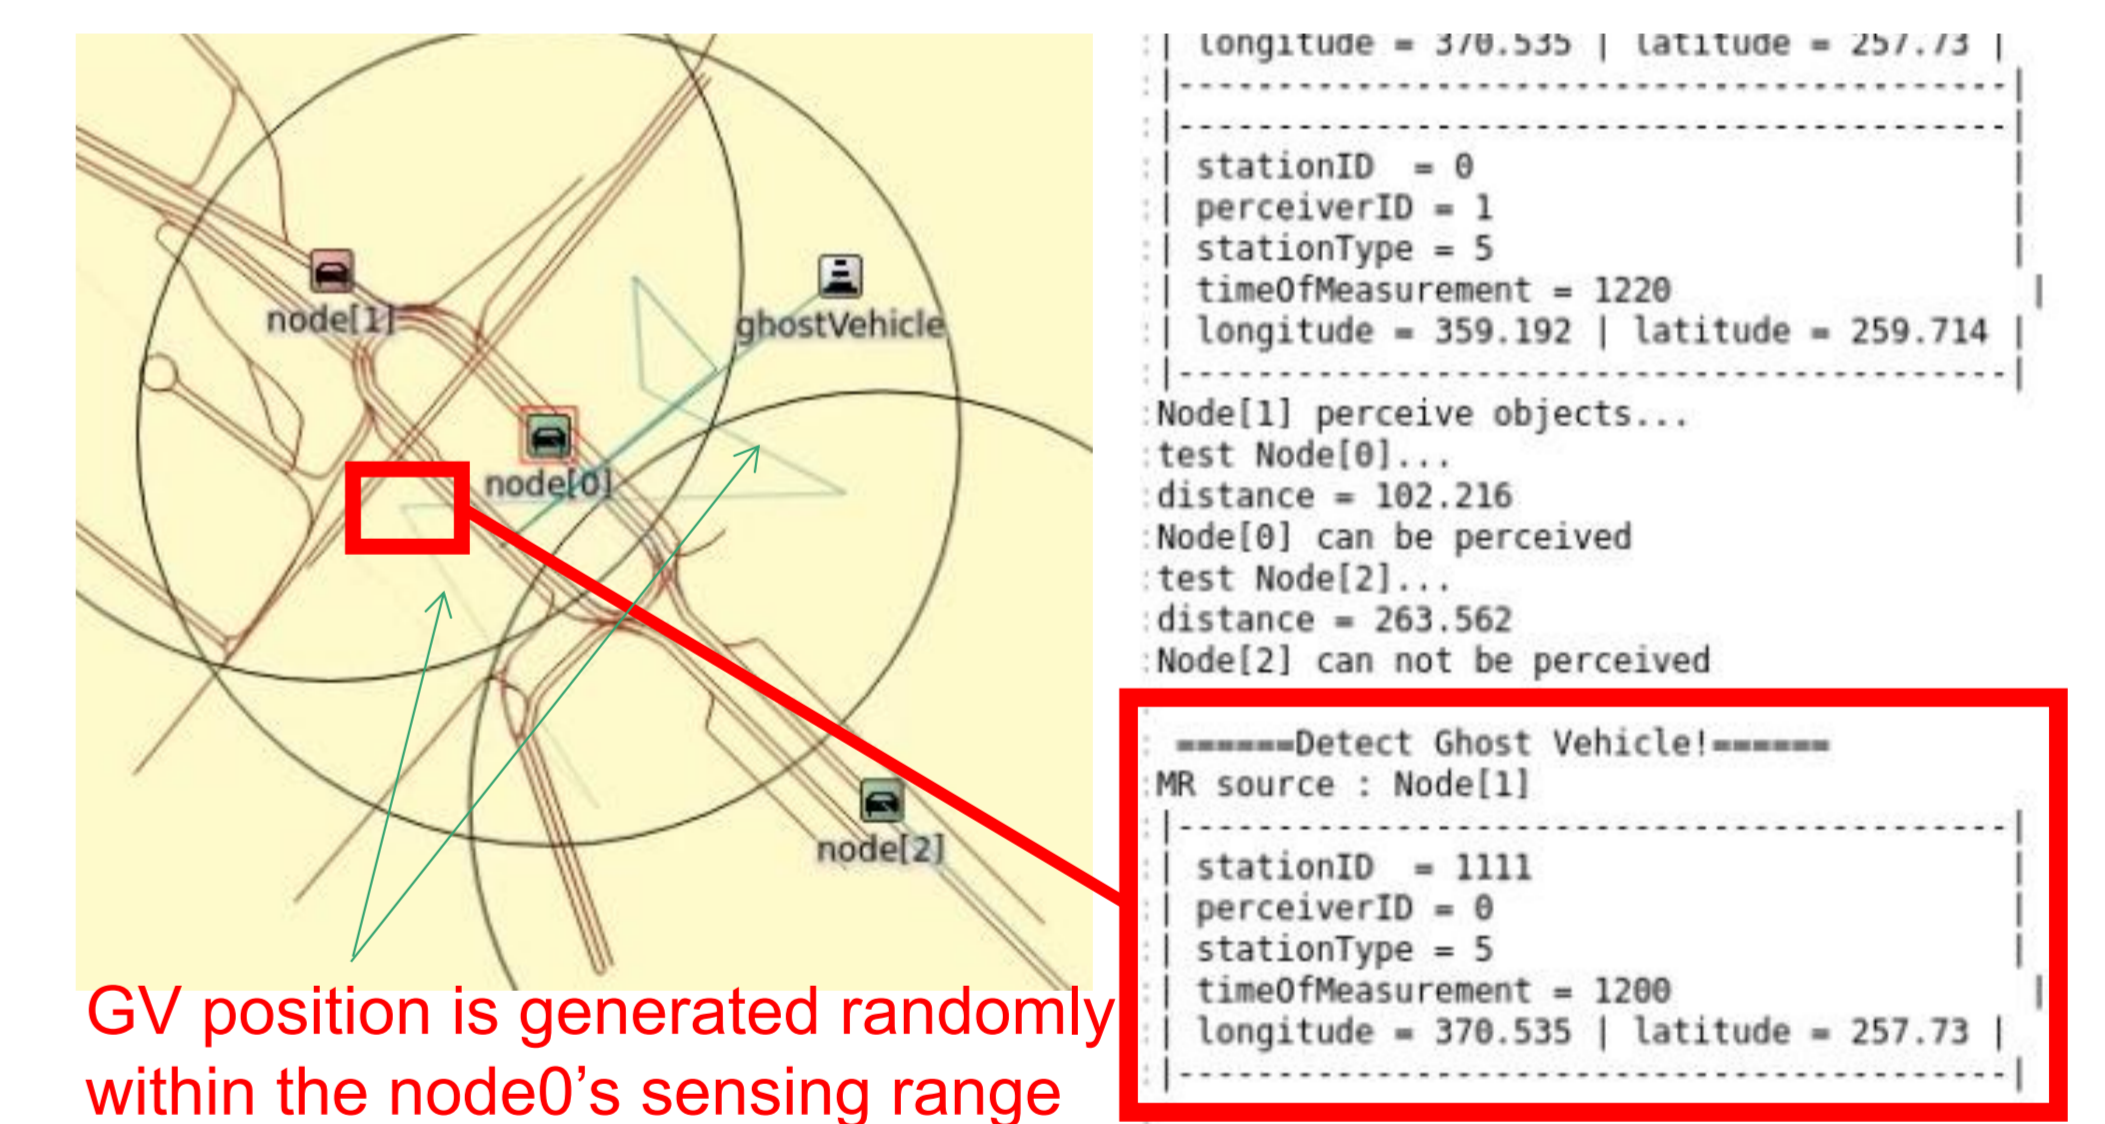 node[1]
ghostVehicle
node[0]
node[2]
GV position is generated randomly
within the node0’s sensing range
| longitude = 370.535 | latitude = 257.73 |
|------------------------------------------|
|------------------------------------------|
| stationID  = 0 |
| perceiverID = 1 |
| stationType = 5 |
| timeOfMeasurement = 1220 |
| longitude = 359.192 | latitude = 259.714 |
|------------------------------------------|
Node[1] perceive objects...
test Node[0]...
distance = 102.216
Node[0] can be perceived
test Node[2]...
distance = 263.562
Node[2] can not be perceived
======Detect Ghost Vehicle!======
MR source : Node[1]
|------------------------------------------|
| stationID  = 1111 |
| perceiverID = 0 |
| stationType = 5 |
| timeOfMeasurement = 1200 |
| longitude = 370.535 | latitude = 257.73 |
|------------------------------------------|